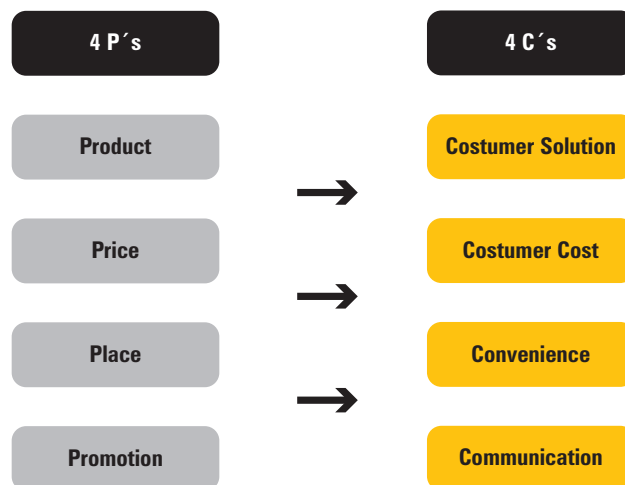 4 P´s
4 C´s
Product
Costumer Solution
Price
Costumer Cost
Place
Convenience
Promotion
Communication